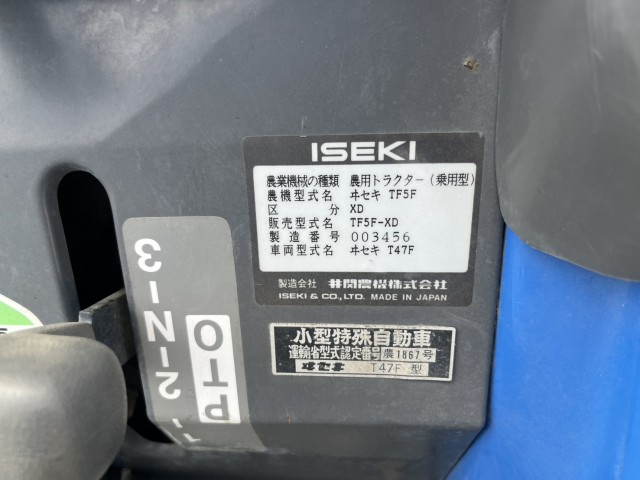 ISEKI
農業機械の種類 農用トラクター(乗用型)
農機型式名 ヰセキ TF5F
区分 XD
販売型式名 TF5F-XD
製造番号 003456
車両型式名 ヰセキ T47F
製造会社 井関農機株式会社
ISEKI & CO., LTD. MADE IN JAPAN
小型特殊自動車
運輸省型式認定番号 農1867号
ヰセキ T47F 型
1-2-N-3
PTO